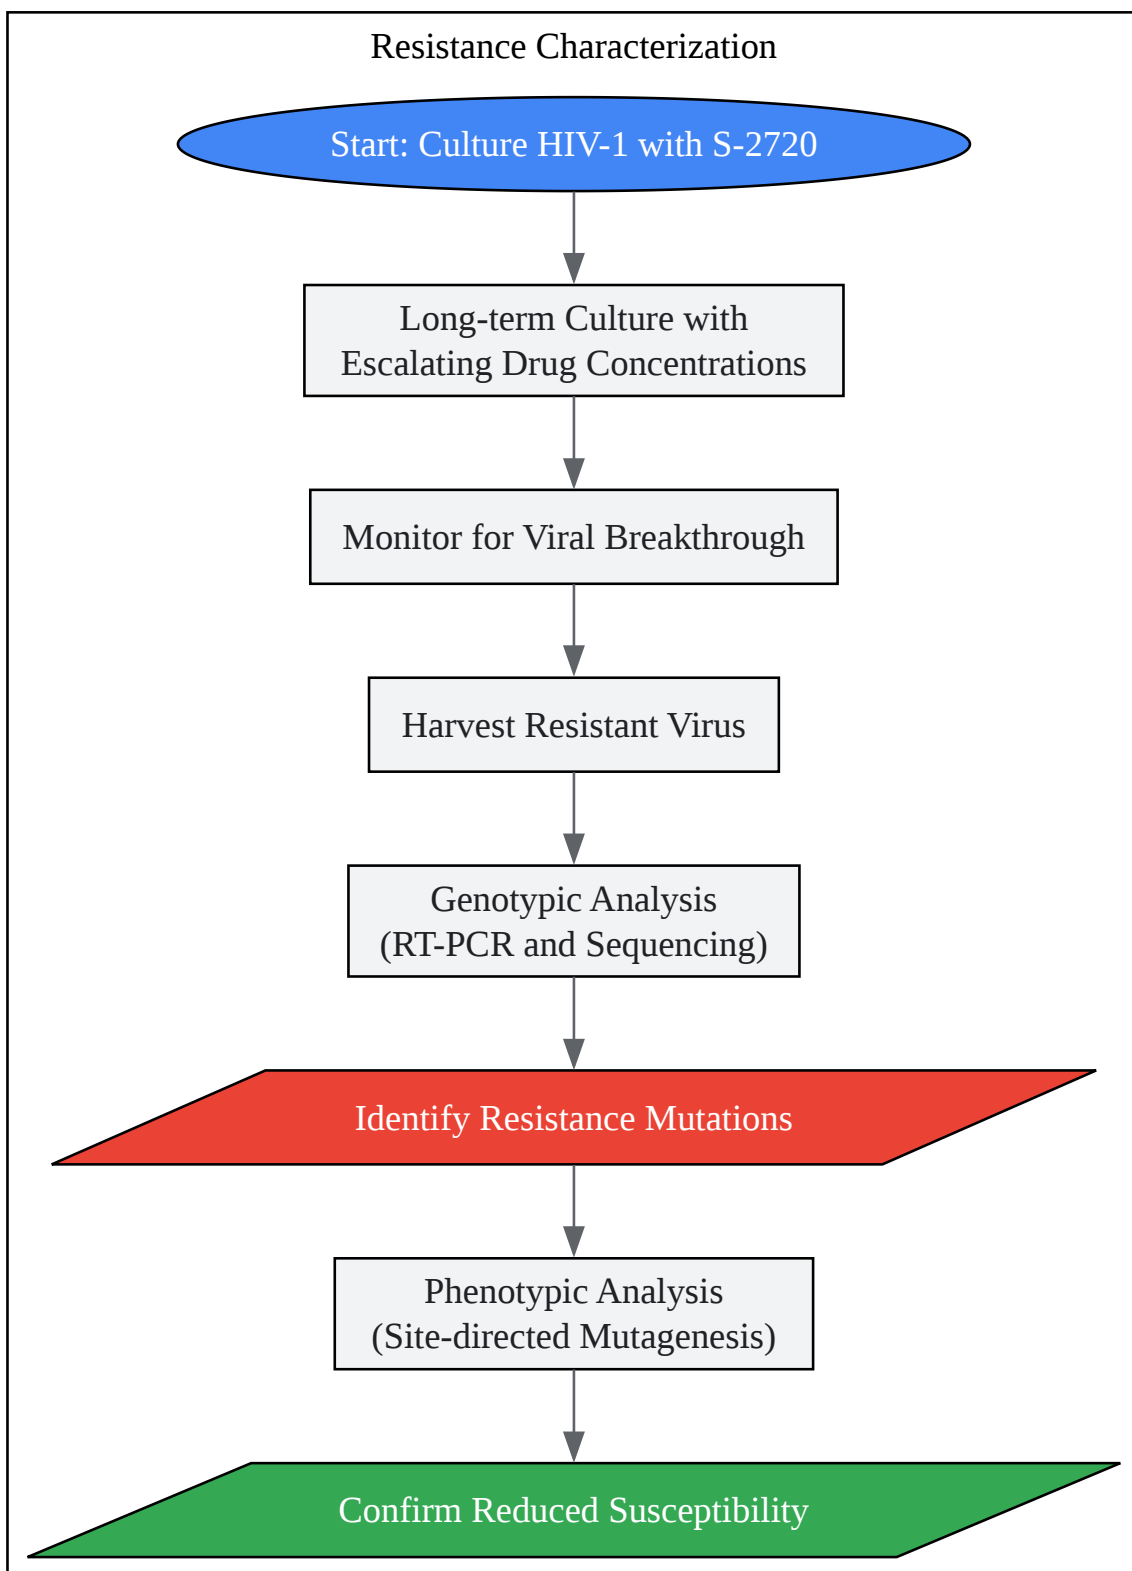 Resistance Characterization
Start: Culture HIV-1 with S-2720
Long-term Culture with
Escalating Drug Concentrations
Monitor for Viral Breakthrough
Harvest Resistant Virus
Genotypic Analysis
(RT-PCR and Sequencing)
Identify Resistance Mutations
Phenotypic Analysis
(Site-directed Mutagenesis)
Confirm Reduced Susceptibility